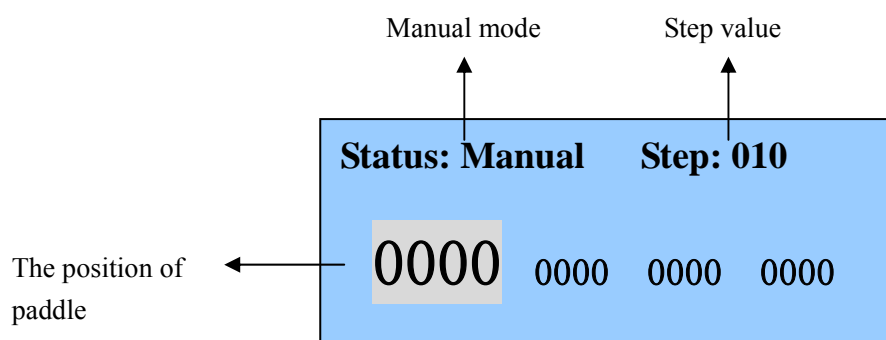 Manual mode Step value
Status: Manual Step: 010
0000 0000 0000 0000
The position of
paddle